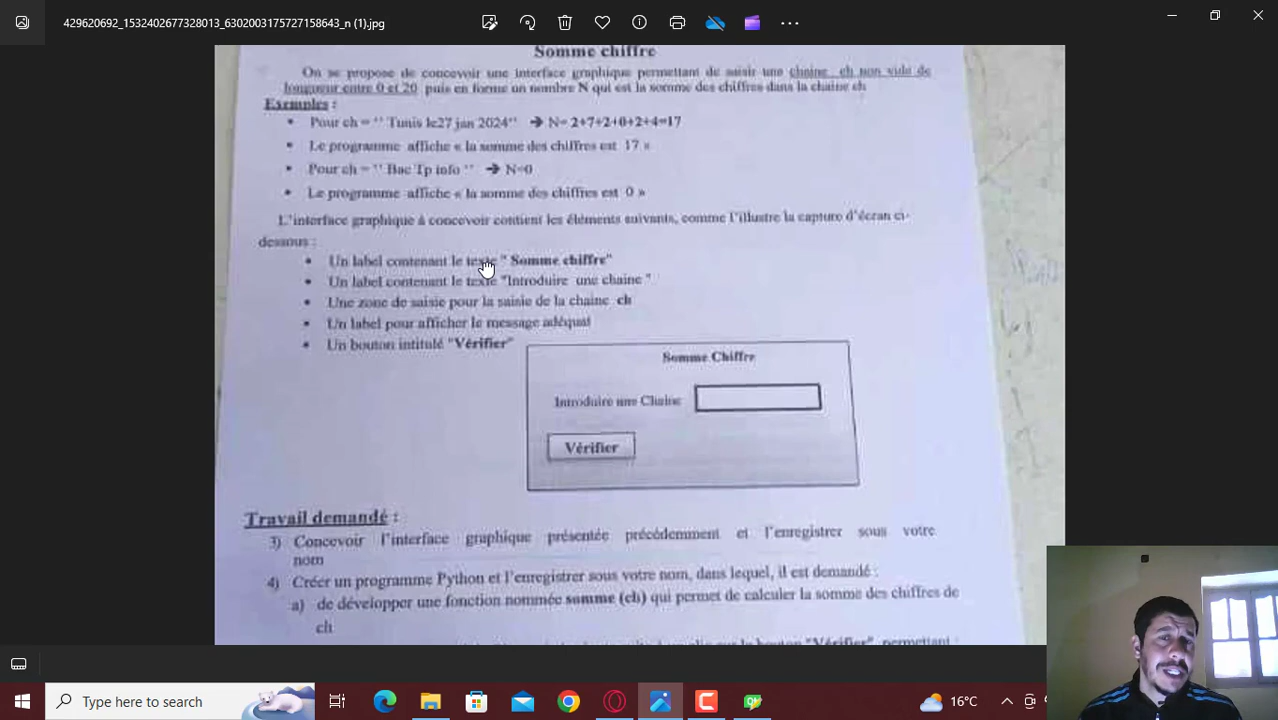 429620692_1532402677328013_6302003175727158643_n (1).jpg
Somme chiffre
On se propose de concevoir une interface graphique permettant de saisir une chaine ch non vide de
longueur entre 0 et 20 puis en forme un nombre N qui est la somme des chiffres dans la chaine ch
Exemples :
• Pour ch = '' Tunis le27 jan 2024'' ➔ N= 2+7+2+0+2+4=17
• Le programme affiche « la somme des chiffres est 17 »
• Pour ch = '' Bac Tp info '' ➔ N=0
• Le programme affiche « la somme des chiffres est 0 »
L'interface graphique à concevoir contient les éléments suivants, comme l'illustre la capture d'écran ci-
dessous :
• Un label contenant le texte " Somme chiffre"
• Un label contenant le texte "Introduire une chaine "
• Une zone de saisie pour la saisie de la chaine ch
• Un label pour afficher le message adéquat
• Un bouton intitulé "Vérifier"
Somme Chiffre
Introduire une Chaine
Vérifier
Travail demandé :
3) Concevoir l'interface graphique présentée précédemment et l'enregistrer sous votre
nom
4) Créer un programme Python et l'enregistrer sous votre nom, dans lequel, il est demandé :
a) de développer une fonction nommée somme (ch) qui permet de calculer la somme des chiffres de
ch
"Vérifier" permettant :
Type here to search
16°C